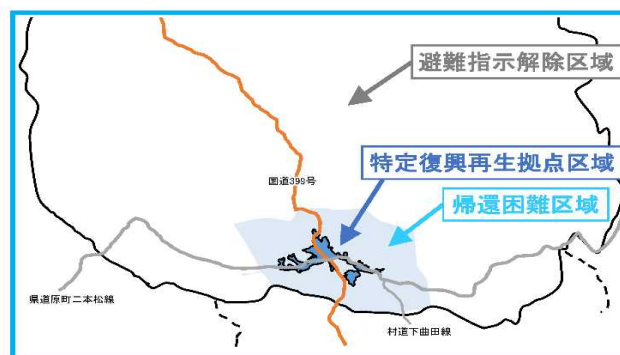 避難指示解除区域
特定復興再生拠点区域
国道399号
帰還困難区域
県道原町二本松線
村道下曲田線